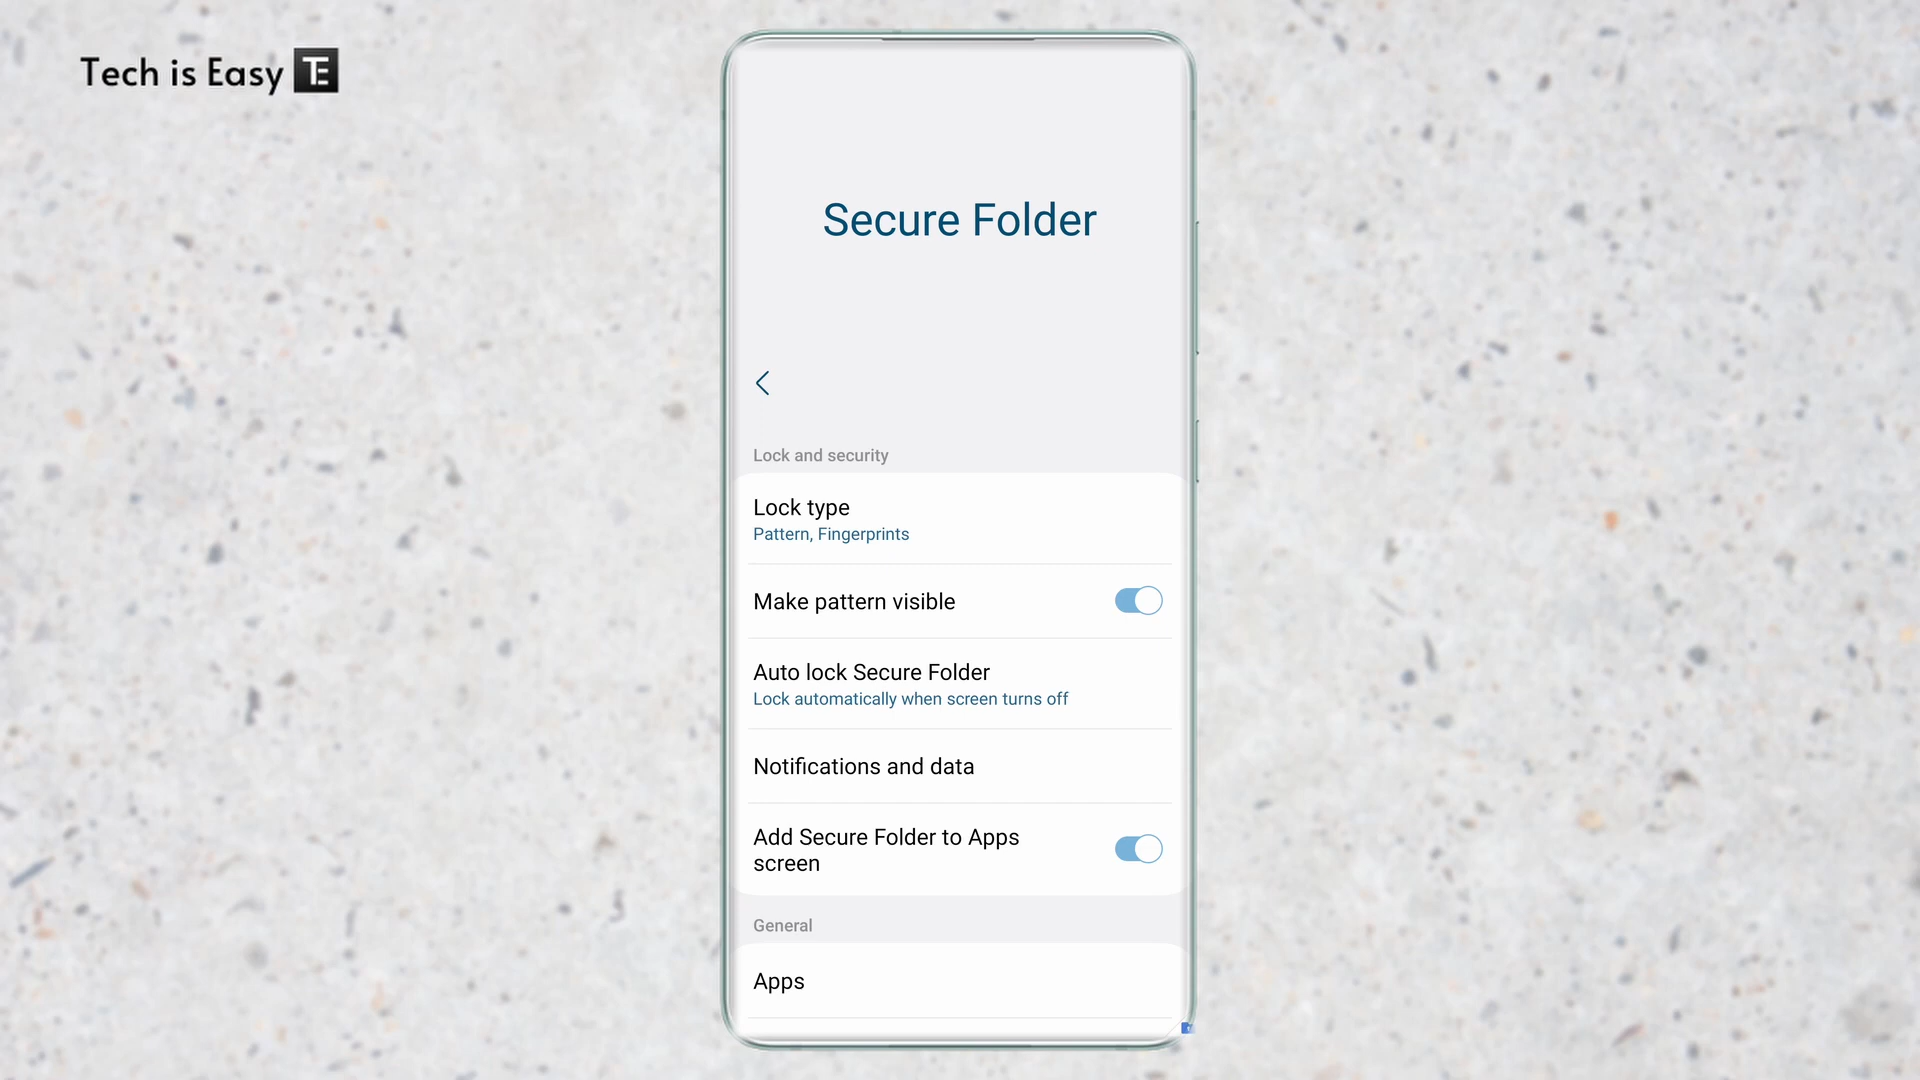 Tech is Easy TE
Secure Folder
Lock and security
Lock type
Pattern, Fingerprints
Make pattern visible
Auto lock Secure Folder
Lock automatically when screen turns off
Notifications and data
Add Secure Folder to Apps
screen
General
Apps